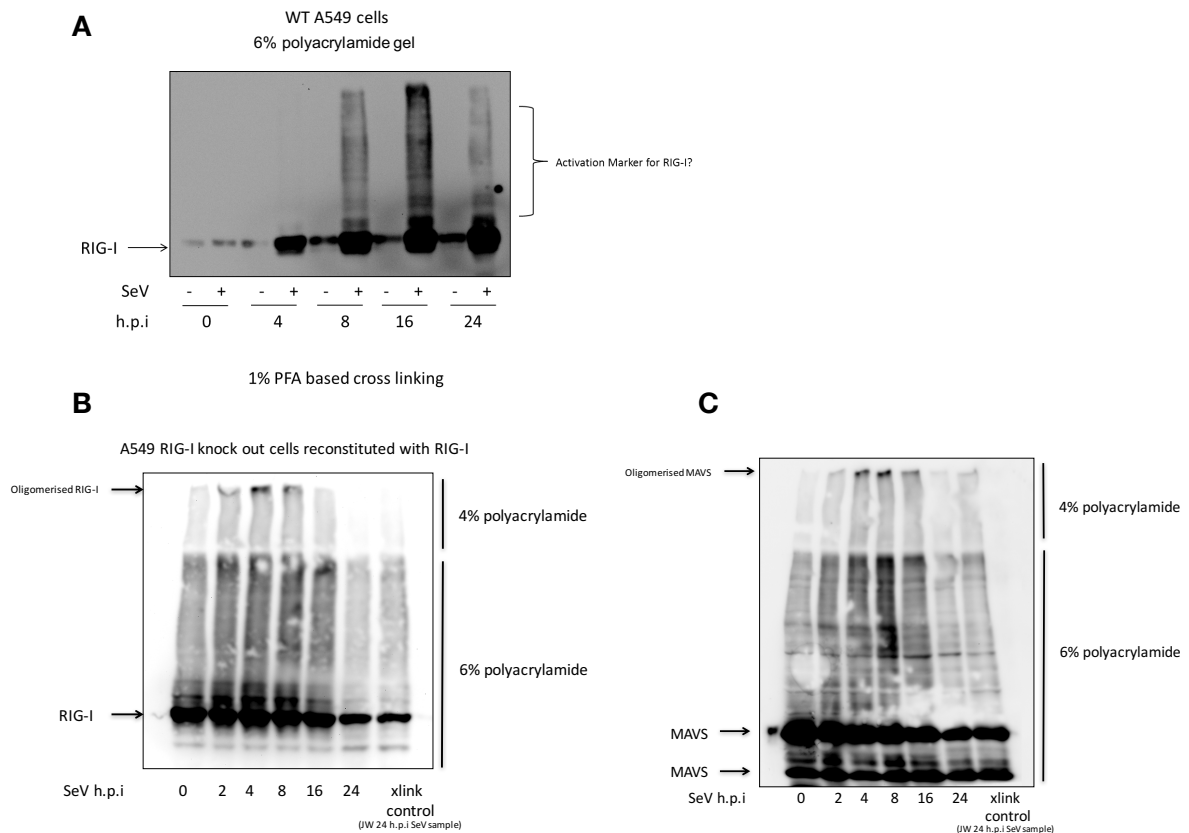 A
WT A549 cells
6% polyacrylamide gel
Activation Marker for RIG-I?
RIG-I
SeV - + - + - + - + - +
h.p.i 0 4 8 16 24
1% PFA based cross linking
B
A549 RIG-I knock out cells reconstituted with RIG-I
Oligomerised RIG-I
4% polyacrylamide
6% polyacrylamide
RIG-I
SeV h.p.i 0 2 4 8 16 24 xlink
control
(JW 24 h.p.i SeV sample)
C
Oligomerised MAVS
4% polyacrylamide
6% polyacrylamide
MAVS
MAVS
SeV h.p.i 0 2 4 8 16 24 xlink
control
(JW 24 h.p.i SeV sample)